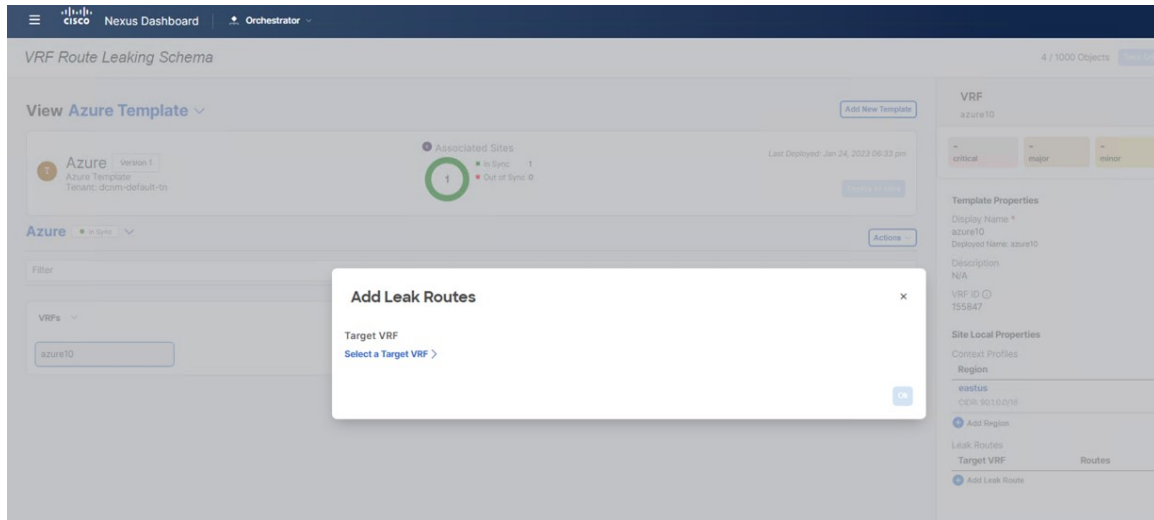 cisco Nexus Dashboard Orchestrator
VRF Route Leaking Schema
4 / 1000 Objects
View Azure Template
Add New Template
T
Azure Version 1
Azure Template
Tenant: dcnm-default-tn
Associated Sites
1
In Sync 1
Out of Sync 0
Last Deployed: Jan 24, 2023 06:33 pm
Azure In Sync
Actions
Filter
VRFs
azure10
Add Leak Routes
Target VRF
Select a Target VRF
Ok
VRF
azure10
- - -
critical major minor
Template Properties
Display Name *
azure10
Deployed Name: azure10
Description
N/A
VRF ID
155847
Site Local Properties
Context Profiles
Region
eastus
CIDR: 90.1.0.0/16
Add Region
Leak Routes
Target VRF Routes
Add Leak Route